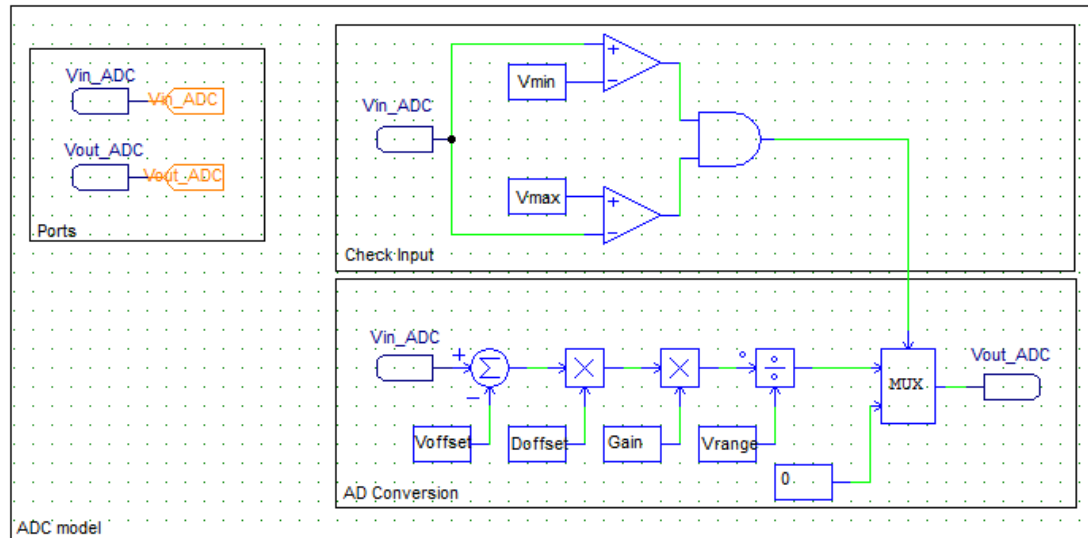 Vin_ADC
Vin_ADC
Vout_ADC
Vout_ADC
Ports
Vin_ADC
Vmin
+
−
Vmax
+
−
Check Input
Vin_ADC
+
−
Σ
×
×
÷
MUX
Vout_ADC
Voffset
Doffset
Gain
Vrange
0
AD Conversion
ADC model